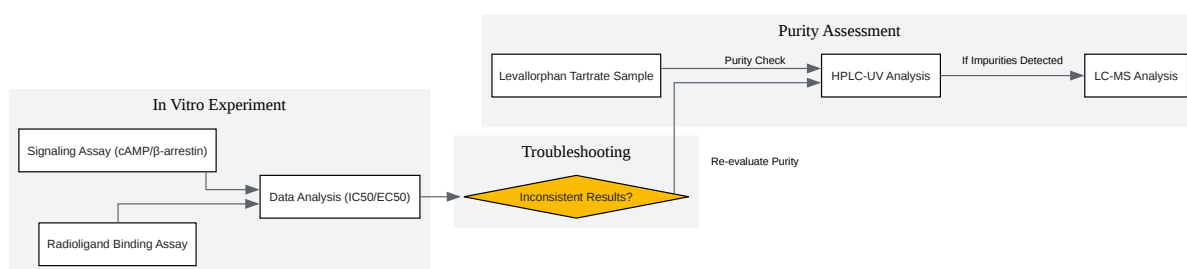 Purity Assessment
Levallorphan Tartrate Sample
Purity Check
HPLC-UV Analysis
If Impurities Detected
LC-MS Analysis
In Vitro Experiment
Signaling Assay (cAMP/β-arrestin)
Data Analysis (IC50/EC50)
Radioligand Binding Assay
Troubleshooting
Inconsistent Results?
Re-evaluate Purity